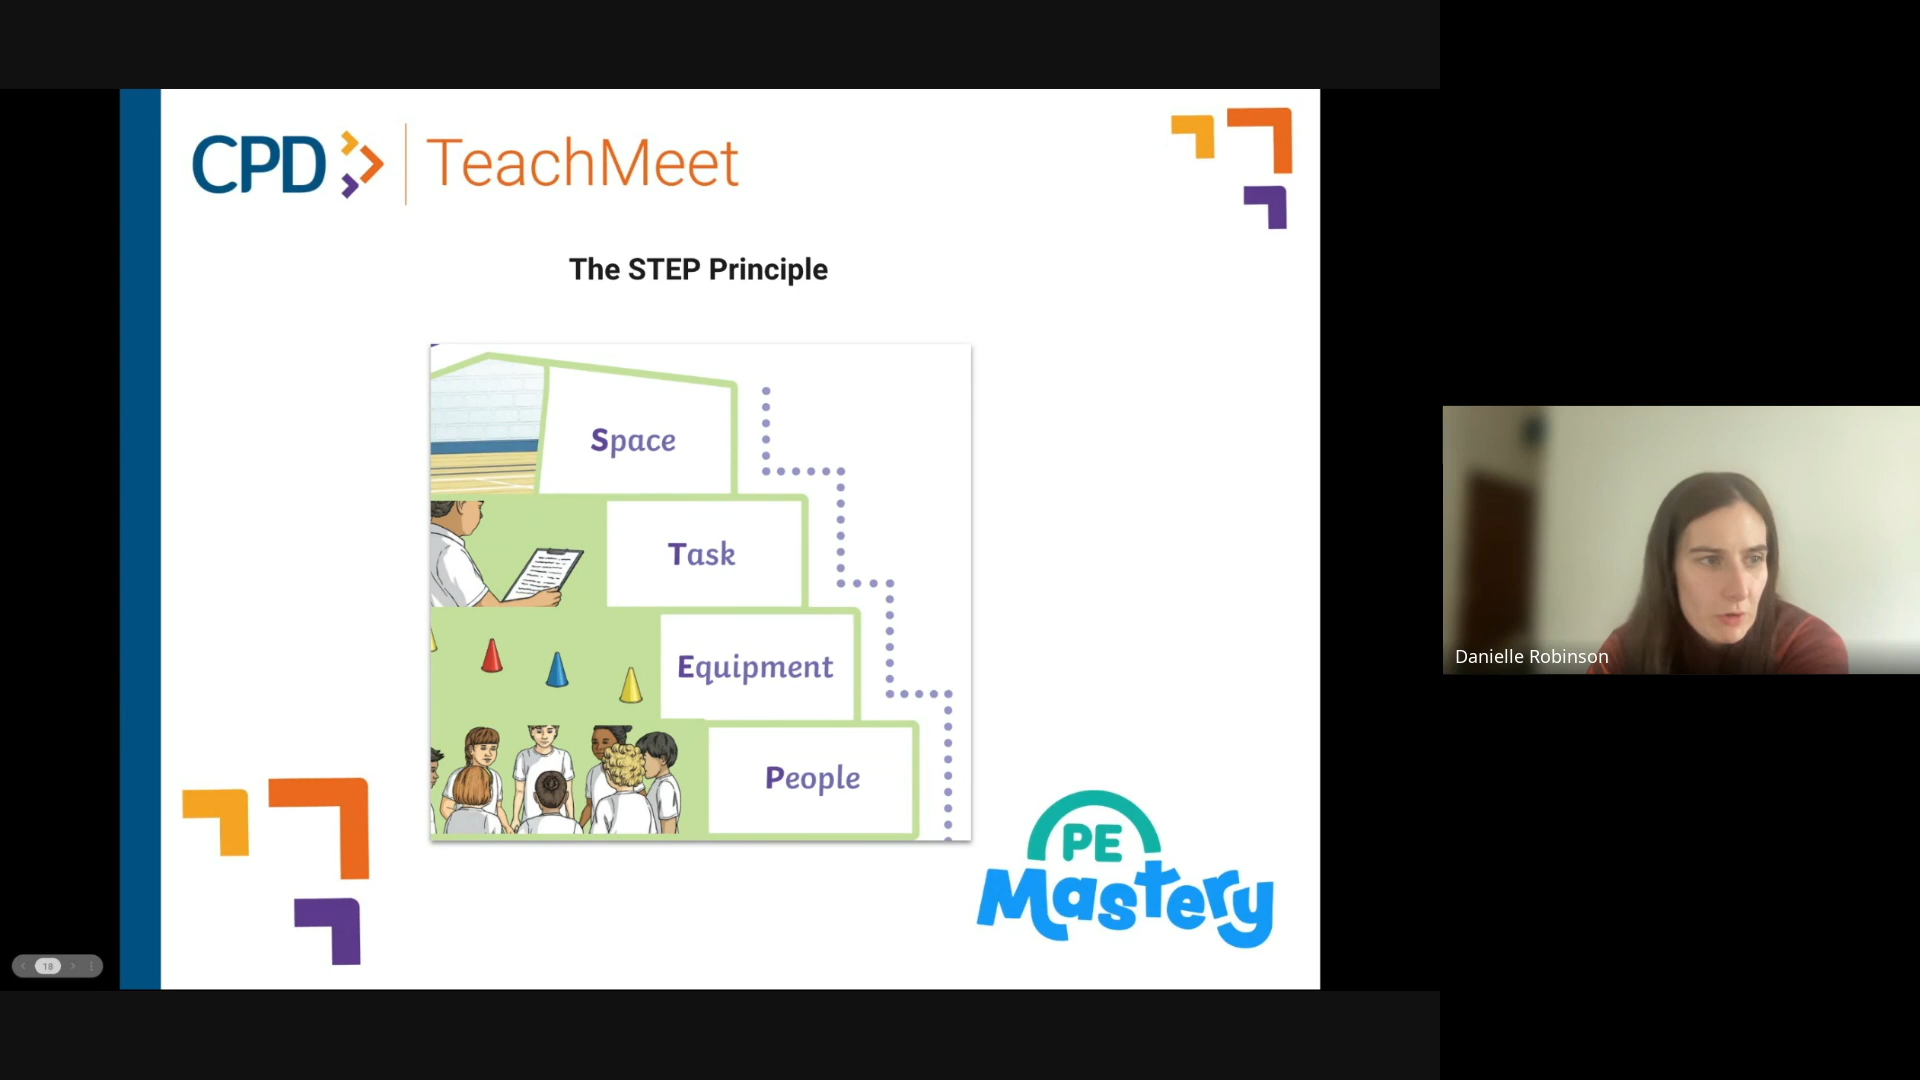 CPD TeachMeet
The STEP Principle
Space
Task
Equipment
People
PE
Mastery
18
Danielle Robinson